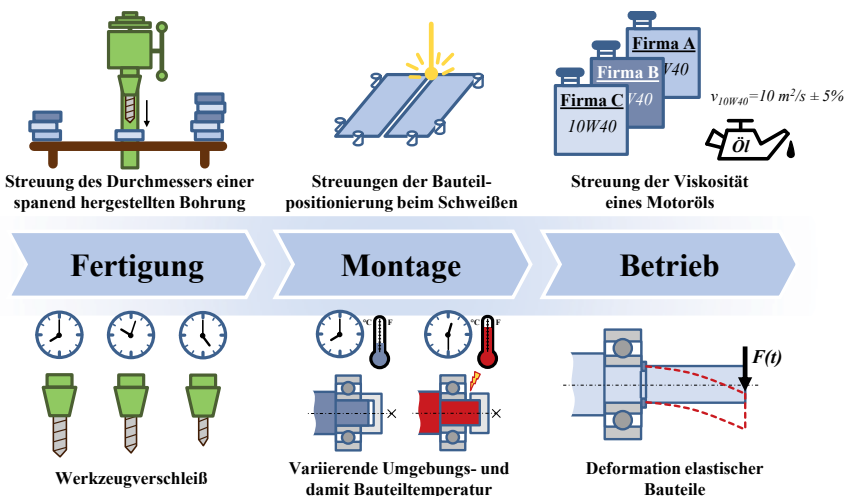 Firma A
10W40
Firma B
10W40
Firma C
10W40
v10W40=10 m²/s ± 5%
Öl
Streuung des Durchmessers einer
spanend hergestellten Bohrung
Streuungen der Bauteil-
positionierung beim Schweißen
Streuung der Viskosität
eines Motoröls
Fertigung
Montage
Betrieb
°C F
°C F
F(t)
Werkzeugverschleiß
Variierende Umgebungs- und
damit Bauteiltemperatur
Deformation elastischer
Bauteile